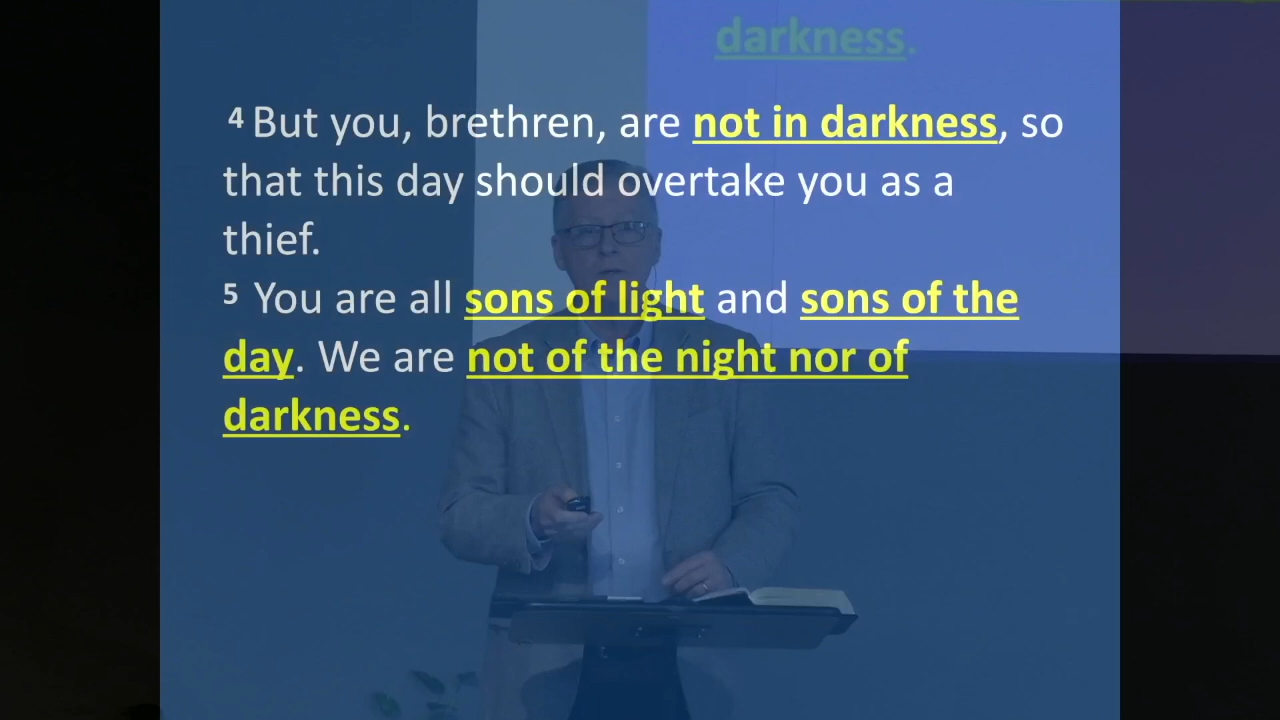 darkness.
4 But you, brethren, are not in darkness, so
that this day should overtake you as a
thief.
5 You are all sons of light and sons of the
day. We are not of the night nor of
darkness.